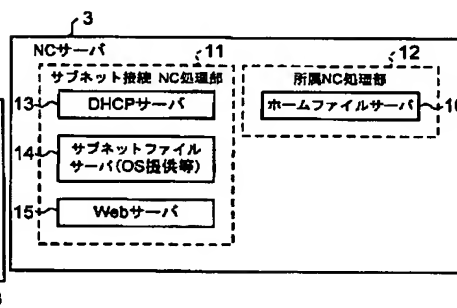 3
NCサーバ
11
12
サブネット接続 NC処理部
所属NC処理部
13
DHCPサーバ
ホームファイルサーバ
14
サブネットファイル
サーバ(OS提供等)
15
Webサーバ